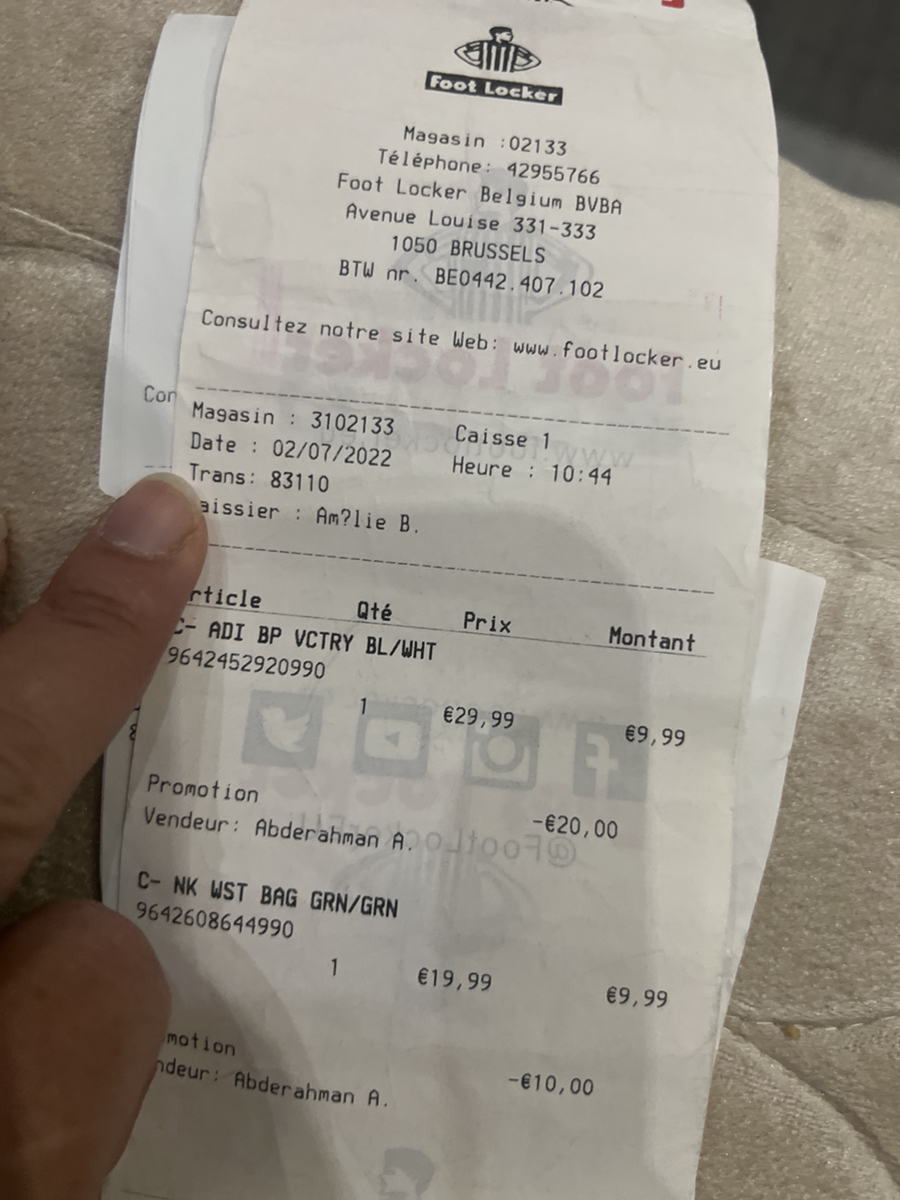 Foot Locker
Magasin :02133
Téléphone: 42955766
Foot Locker Belgium BVBA
Avenue Louise 331-333
1050 BRUSSELS
BTW nr. BE0442.407.102
Consultez notre site Web: www.footlocker.eu
Con
Magasin : 3102133 Caisse 1
Date : 02/07/2022 Heure : 10:44
Trans: 83110
aissier : Am?lie B.
rticle Qté Prix Montant
C- ADI BP VCTRY BL/WHT
9642452920990
1 €29,99 €9,99
Promotion -€20,00
Vendeur: Abderahman A.
C- NK WST BAG GRN/GRN
9642608644990
1 €19,99 €9,99
motion -€10,00
ndeur: Abderahman A.